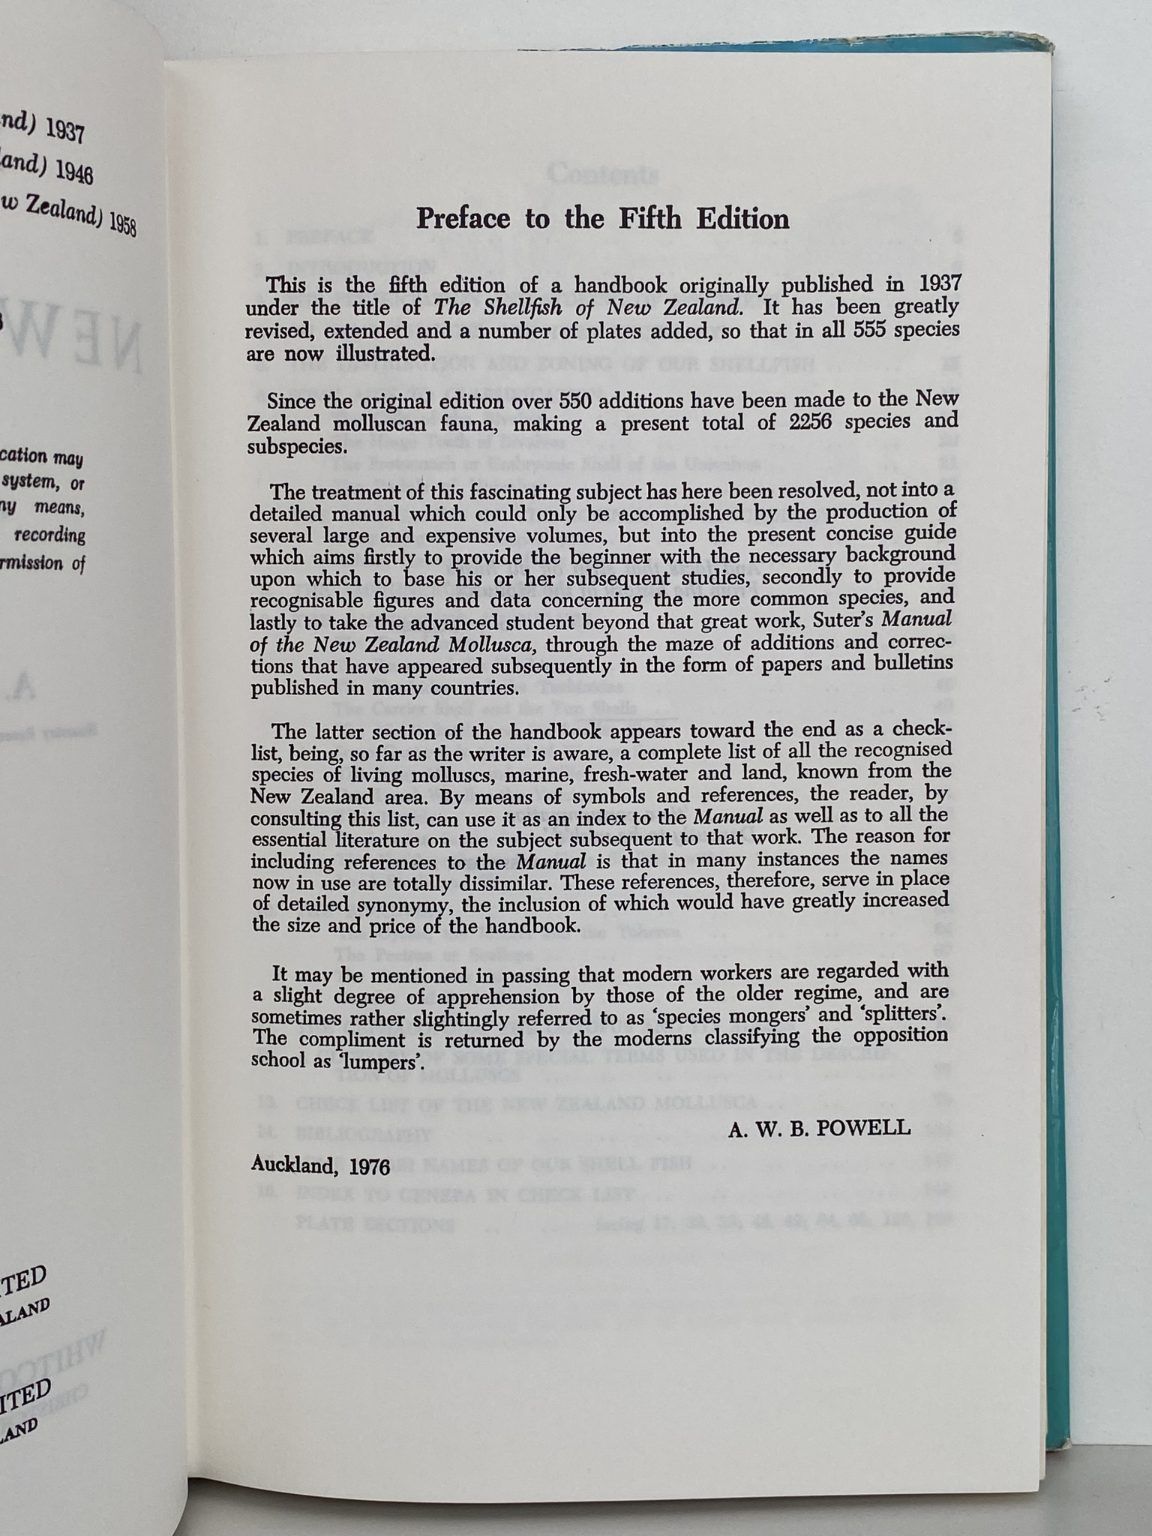 nd) 1937
and) 1946
w Zealand) 1958
cation may
system, or
ny means,
recording
rmission of
TED
ALAND
ITED
LAND
Preface to the Fifth Edition
This is the fifth edition of a handbook originally published in 1937
under the title of The Shellfish of New Zealand. It has been greatly
revised, extended and a number of plates added, so that in all 555 species
are now illustrated.
Since the original edition over 550 additions have been made to the New
Zealand molluscan fauna, making a present total of 2256 species and
subspecies.
The treatment of this fascinating subject has here been resolved, not into a
detailed manual which could only be accomplished by the production of
several large and expensive volumes, but into the present concise guide
which aims firstly to provide the beginner with the necessary background
upon which to base his or her subsequent studies, secondly to provide
recognisable figures and data concerning the more common species, and
lastly to take the advanced student beyond that great work, Suter's Manual
of the New Zealand Mollusca, through the maze of additions and correc-
tions that have appeared subsequently in the form of papers and bulletins
published in many countries.
The latter section of the handbook appears toward the end as a check-
list, being, so far as the writer is aware, a complete list of all the recognised
species of living molluscs, marine, fresh-water and land, known from the
New Zealand area. By means of symbols and references, the reader, by
consulting this list, can use it as an index to the Manual as well as to all the
essential literature on the subject subsequent to that work. The reason for
including references to the Manual is that in many instances the names
now in use are totally dissimilar. These references, therefore, serve in place
of detailed synonymy, the inclusion of which would have greatly increased
the size and price of the handbook.
It may be mentioned in passing that modern workers are regarded with
a slight degree of apprehension by those of the older regime, and are
sometimes rather slightingly referred to as 'species mongers' and 'splitters'.
The compliment is returned by the moderns classifying the opposition
school as 'lumpers'.
A. W. B. POWELL
Auckland, 1976